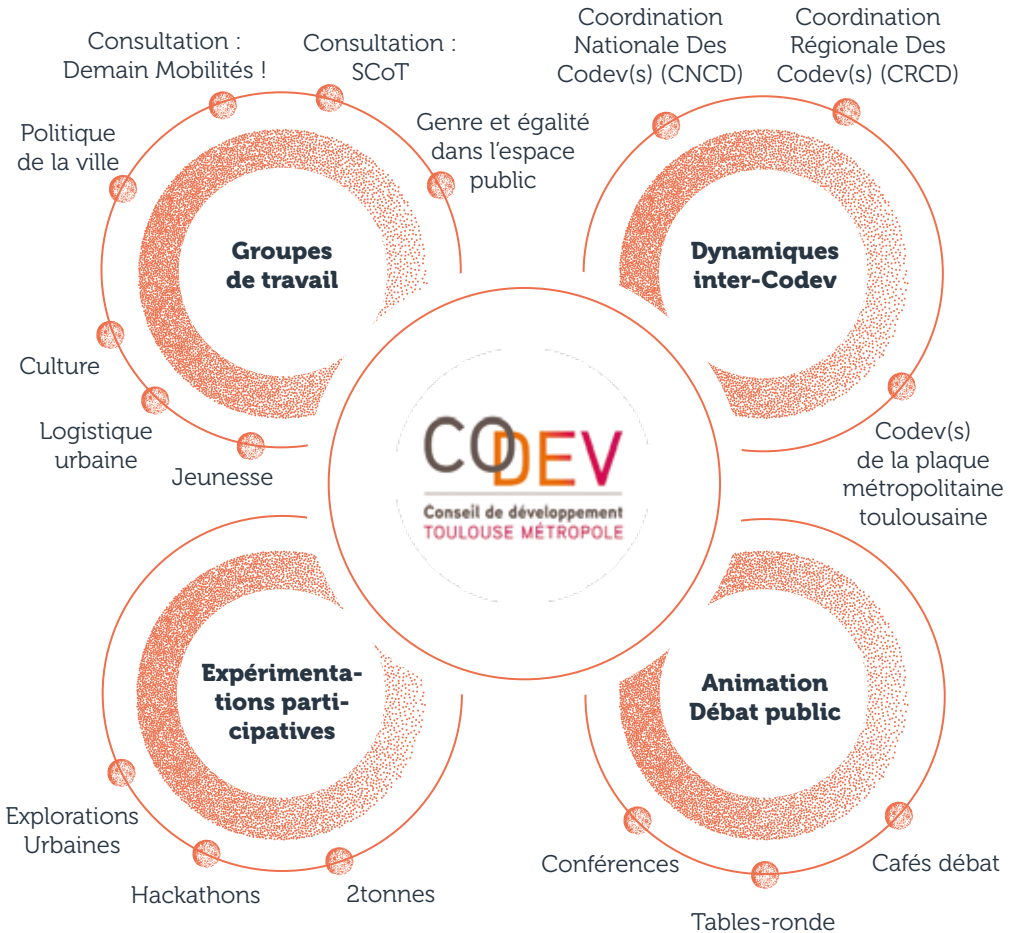 Consultation :
Demain Mobilités !
Consultation :
SCoT
Politique
de la ville
Genre et égalité
dans l'espace
public
Groupes
de travail
Culture
Logistique
urbaine
Jeunesse
Coordination
Nationale Des
Codev(s) (CNCD)
Coordination
Régionale Des
Codev(s) (CRCD)
Dynamiques
inter-Codev
Codev(s)
de la plaque
métropolitaine
toulousaine
CODEV
Conseil de développement
TOULOUSE MÉTROPOLE
Expérimenta-
tions parti-
cipatives
Explorations
Urbaines
Hackathons
2tonnes
Animation
Débat public
Conférences
Tables-ronde
Cafés débat